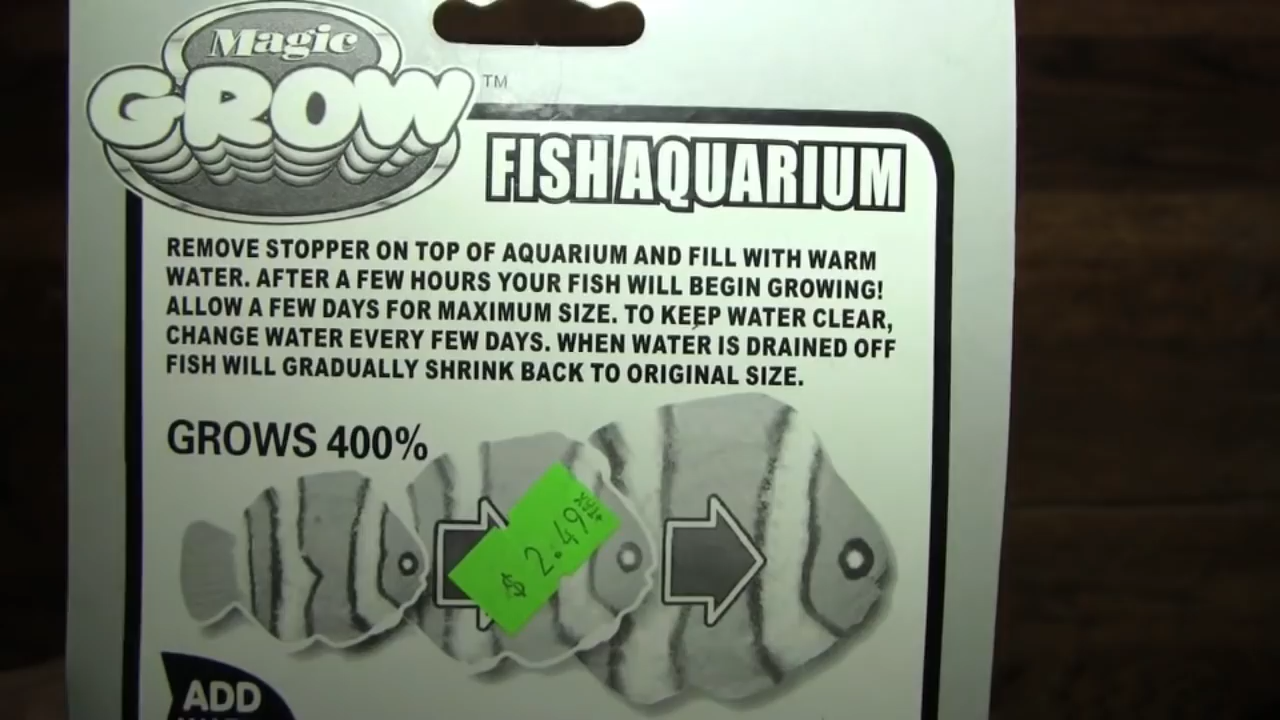 Magic
GROW™
FISH AQUARIUM
REMOVE STOPPER ON TOP OF AQUARIUM AND FILL WITH WARM
WATER. AFTER A FEW HOURS YOUR FISH WILL BEGIN GROWING!
ALLOW A FEW DAYS FOR MAXIMUM SIZE. TO KEEP WATER CLEAR,
CHANGE WATER EVERY FEW DAYS. WHEN WATER IS DRAINED OFF
FISH WILL GRADUALLY SHRINK BACK TO ORIGINAL SIZE.
GROWS 400%
$ 2.49 +TAX
ADD